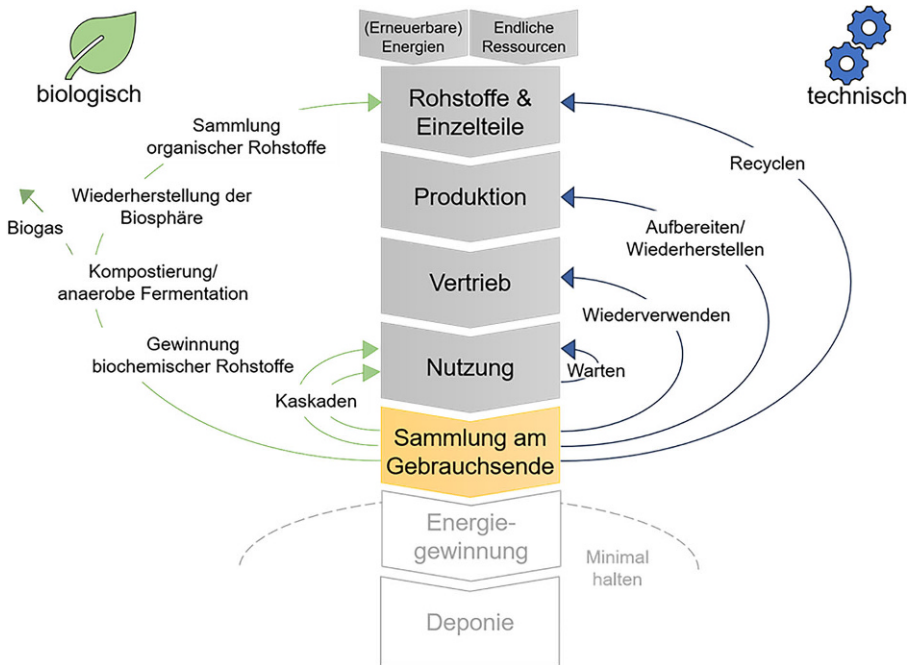 (Erneuerbare)
Energien
Endliche
Ressourcen
biologisch
technisch
Rohstoffe &
Einzelteile
Sammlung
organischer Rohstoffe
Recyclen
Wiederherstellung der
Biosphäre
Produktion
Biogas
Aufbereiten/
Wiederherstellen
Kompostierung/
anaerobe Fermentation
Vertrieb
Wiederverwenden
Gewinnung
biochemischer Rohstoffe
Nutzung
Warten
Kaskaden
Sammlung am
Gebrauchsende
Energie-
gewinnung
Minimal
halten
Deponie